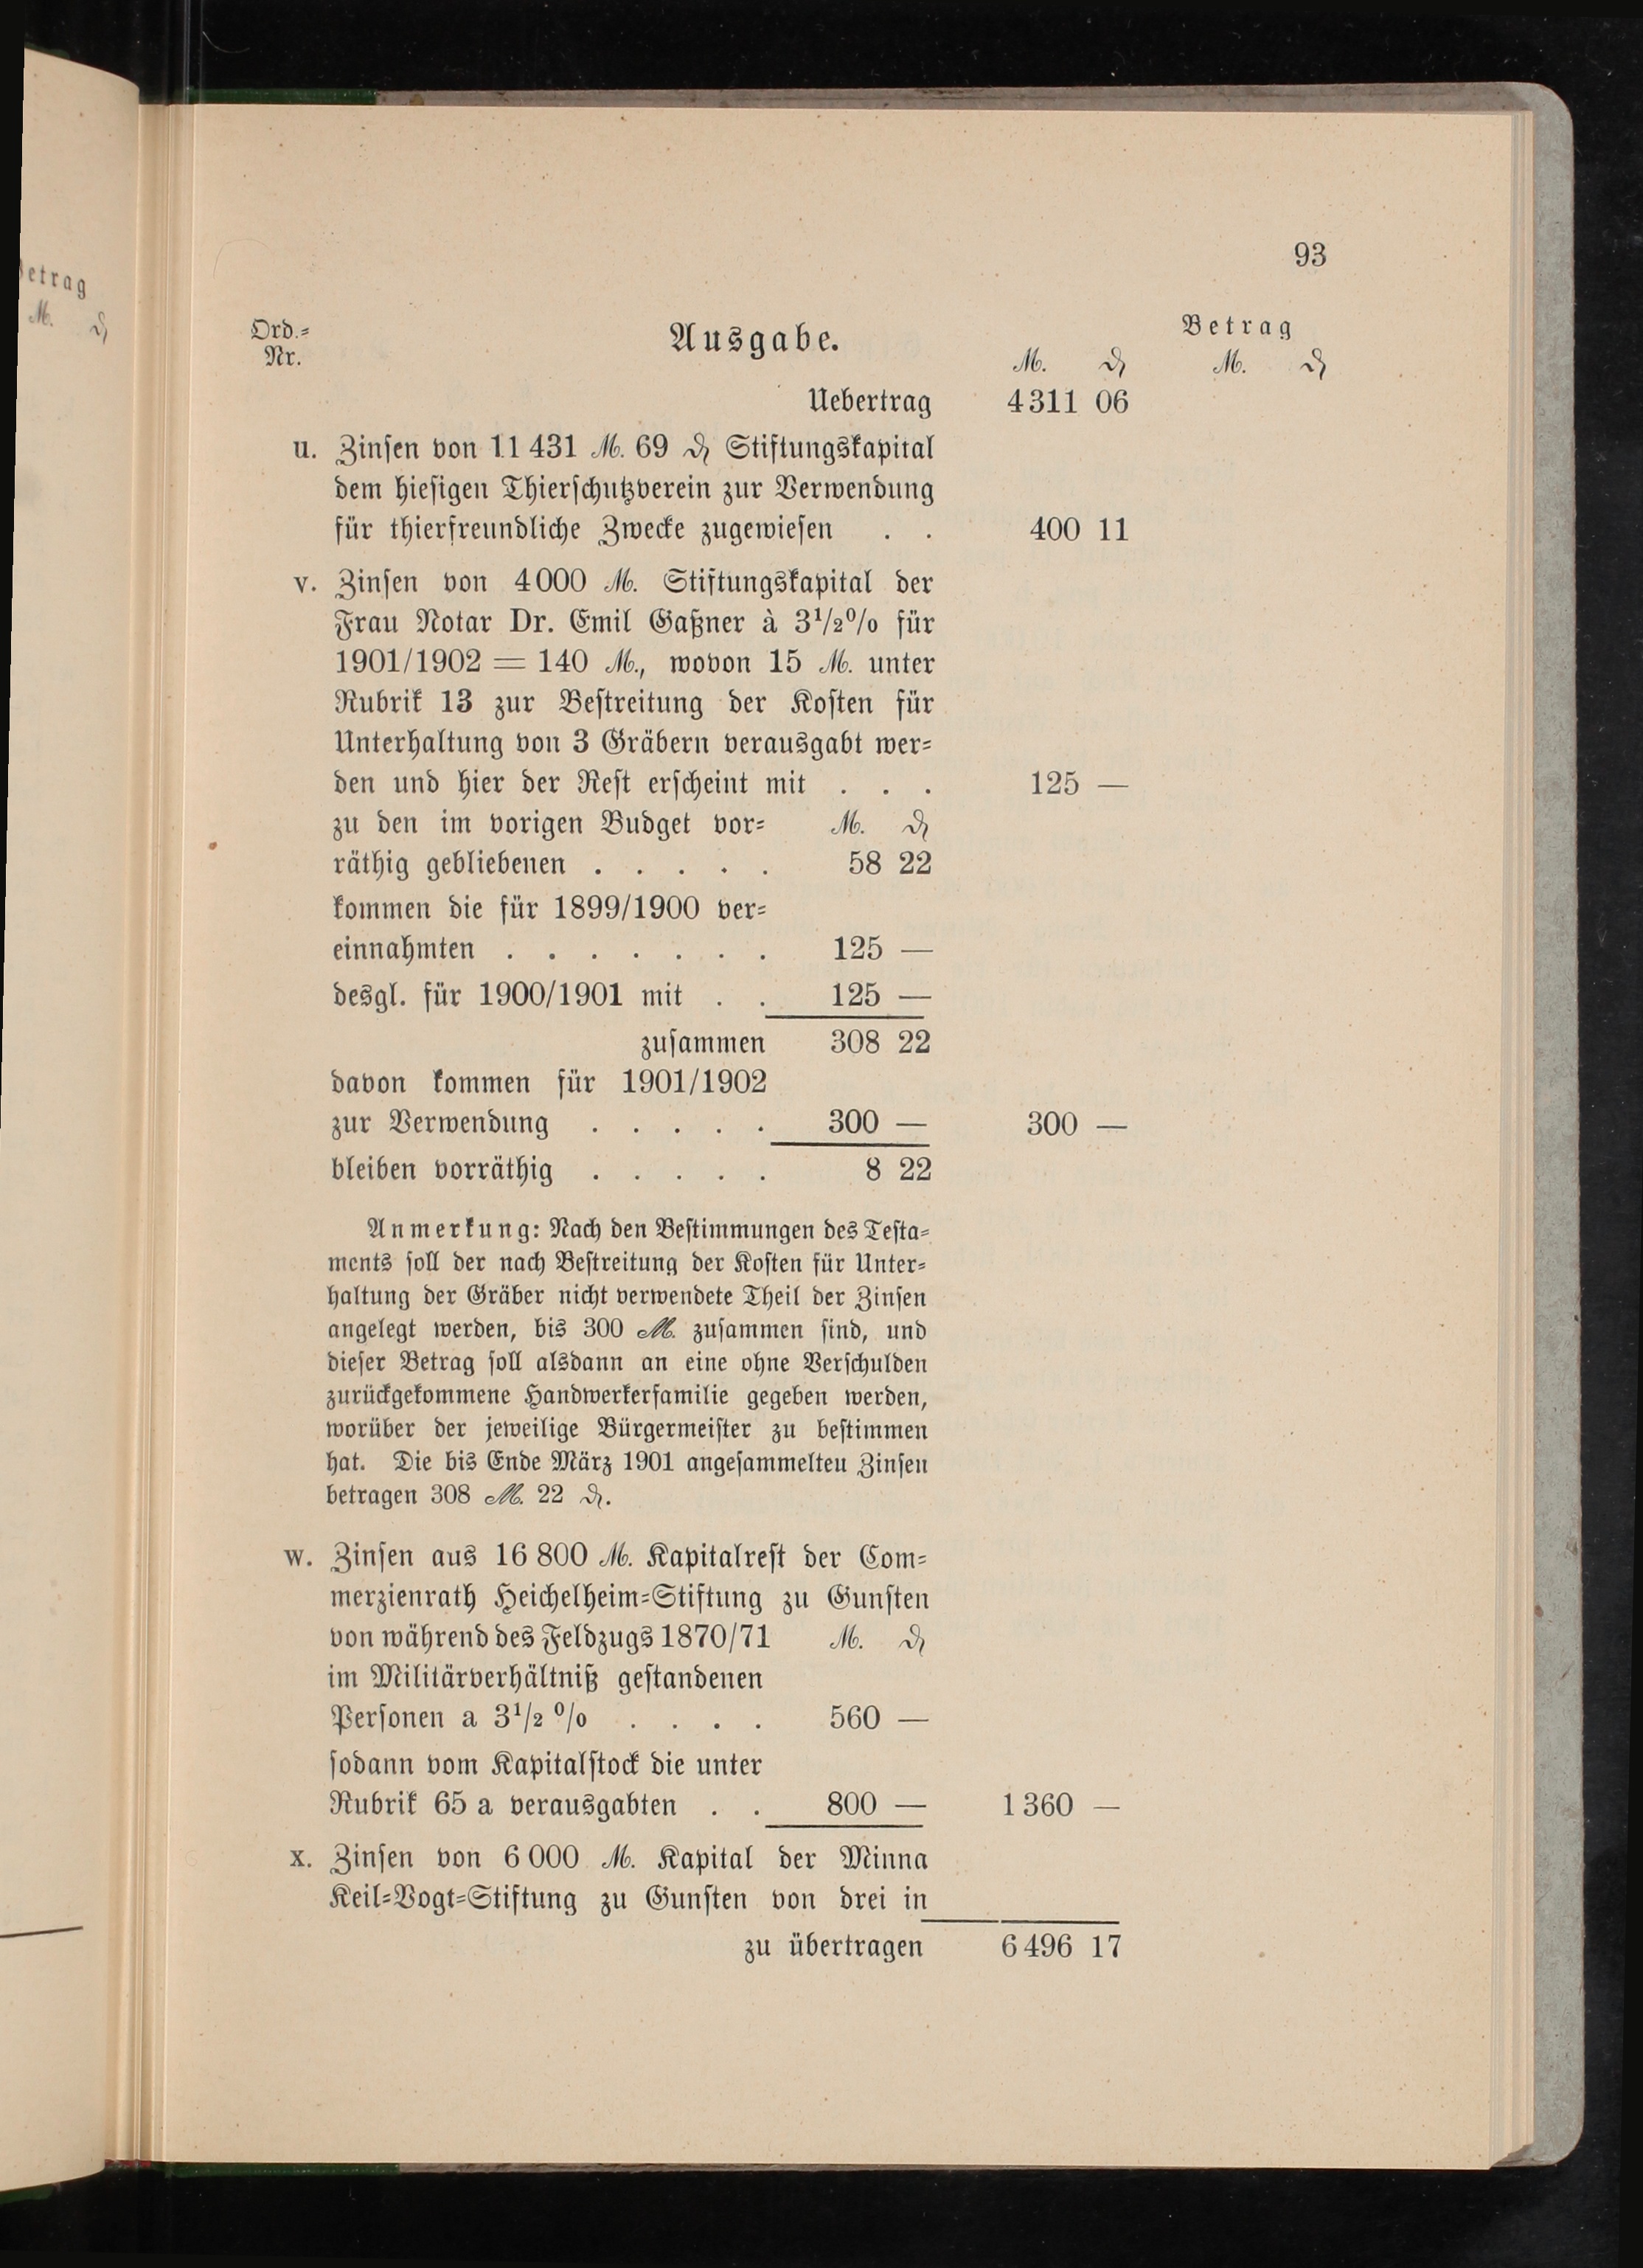 etrag
M. ₰
93
Ord.=
Nr.
Ausgabe.
Betrag
M. ₰ M. ₰
Uebertrag 4311 06
u. Zinsen von 11 431 M. 69 ₰ Stiftungskapital
dem hiesigen Thierschutzverein zur Verwendung
für thierfreundliche Zwecke zugewiesen . . 400 11
v. Zinsen von 4000 M. Stiftungskapital der
Frau Notar Dr. Emil Gaßner à 3½% für
1901/1902 = 140 M., wovon 15 M. unter
Rubrik 13 zur Bestreitung der Kosten für
Unterhaltung von 3 Gräbern verausgabt wer=
den und hier der Rest erscheint mit . . . 125 —
zu den im vorigen Budget vor= M. ₰
räthig gebliebenen . . . . . 58 22
kommen die für 1899/1900 ver=
einnahmten . . . . . . . 125 —
desgl. für 1900/1901 mit . . 125 —
zusammen 308 22
davon kommen für 1901/1902
zur Verwendung . . . . . 300 — 300 —
bleiben vorräthig . . . . . 8 22
Anmerkung: Nach den Bestimmungen des Testa=
ments soll der nach Bestreitung der Kosten für Unter=
haltung der Gräber nicht verwendete Theil der Zinsen
angelegt werden, bis 300 M. zusammen sind, und
dieser Betrag soll alsdann an eine ohne Verschulden
zurückgekommene Handwerkerfamilie gegeben werden,
worüber der jeweilige Bürgermeister zu bestimmen
hat. Die bis Ende März 1901 angesammelten Zinsen
betragen 308 M. 22 ₰.
w. Zinsen aus 16 800 M. Kapitalrest der Com=
merzienrath Heichelheim=Stiftung zu Gunsten
von während des Feldzugs 1870/71 M. ₰
im Militärverhältniß gestandenen
Personen a 3½ % . . . . 560 —
sodann vom Kapitalstock die unter
Rubrik 65 a verausgabten . . 800 — 1360 —
x. Zinsen von 6 000 M. Kapital der Minna
Keil=Vogt=Stiftung zu Gunsten von drei in
zu übertragen 6496 17